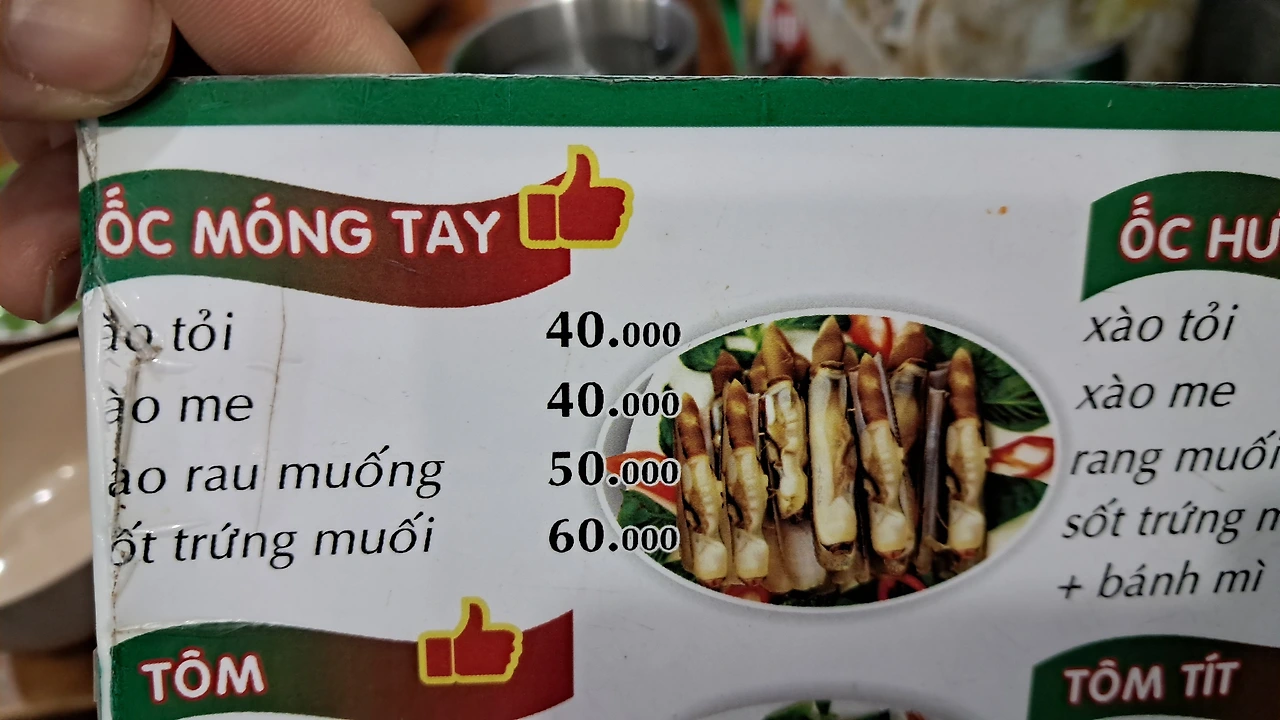 ỐC MÓNG TAY
ào tỏi 40.000
ào me 40.000
ào rau muống 50.000
ốt trứng muối 60.000
TÔM
ỐC HƯ
xào tỏi
xào me
rang muối
sốt trứng m
+ bánh mì
TÔM TÍT